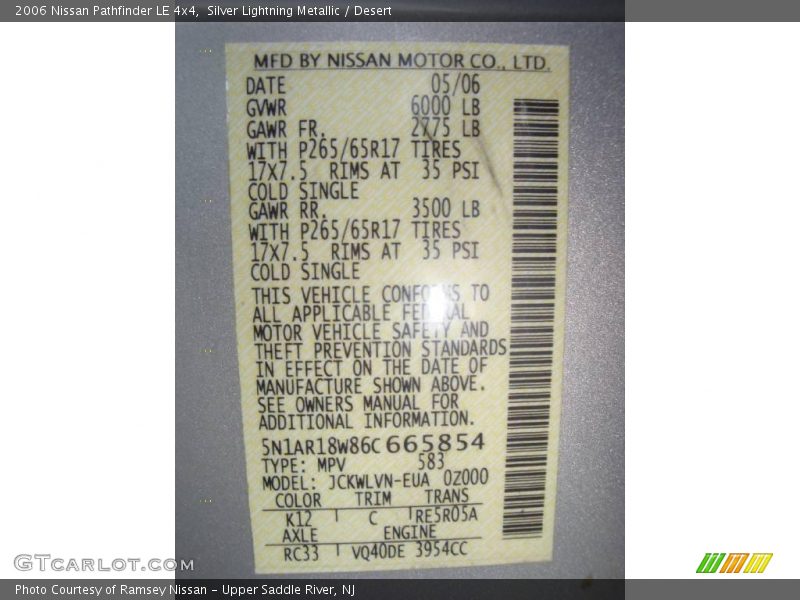 2006 Nissan Pathfinder LE 4x4,  Silver Lightning Metallic / Desert
MFD BY NISSAN MOTOR CO., LTD.
DATE 05/06
GVWR 6000 LB
GAWR FR. 2775 LB
WITH P265/65R17 TIRES
17X7.5 RIMS AT 35 PSI
COLD SINGLE
GAWR RR. 3500 LB
WITH P265/65R17 TIRES
17X7.5 RIMS AT 35 PSI
COLD SINGLE
THIS VEHICLE CONFORMS TO
ALL APPLICABLE FEDERAL
MOTOR VEHICLE SAFETY AND
THEFT PREVENTION STANDARDS
IN EFFECT ON THE DATE OF
MANUFACTURE SHOWN ABOVE.
SEE OWNERS MANUAL FOR
ADDITIONAL INFORMATION.
5N1AR18W86C665854
TYPE: MPV 583
MODEL: JCKWLVN-EUA 0Z000
COLOR TRIM TRANS
K12 C RE5R05A
AXLE ENGINE
RC33 VQ40DE 3954CC
GTCarlot.com
Photo Courtesy of Ramsey Nissan - Upper Saddle River, NJ